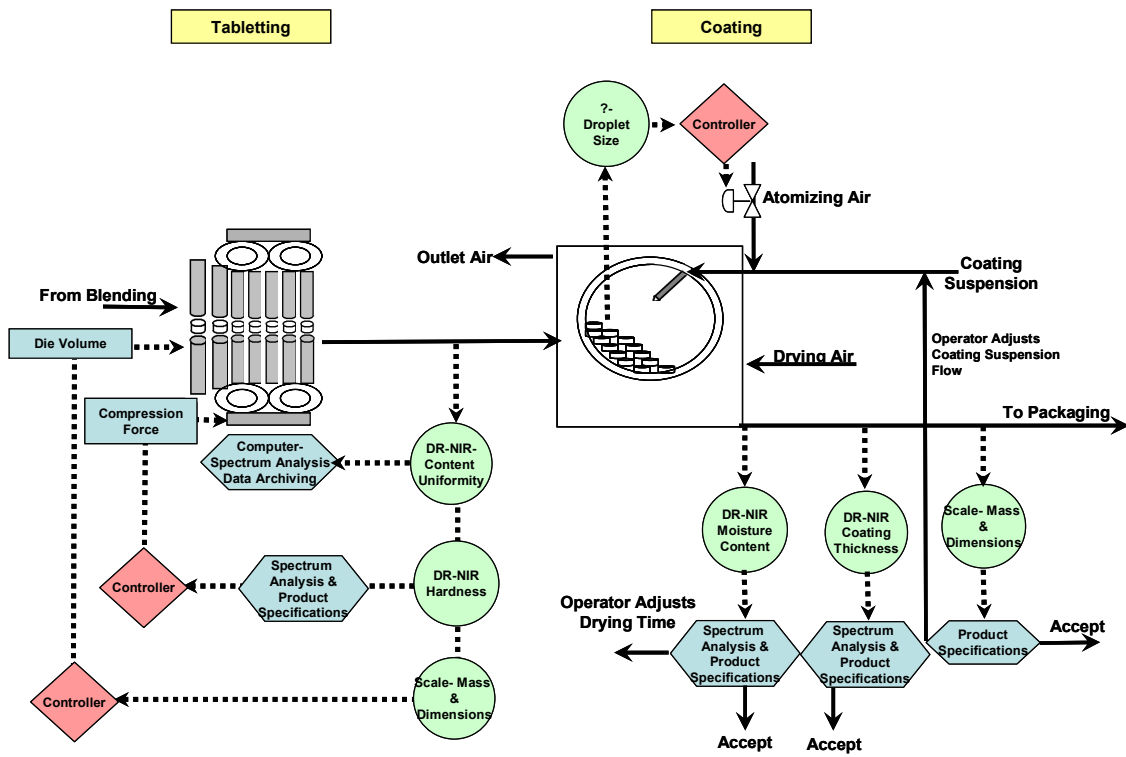 Tabletting
Coating
?-
Droplet
Size
Controller
Atomizing Air
Outlet Air
Coating
Suspension
From Blending
Die Volume
Operator Adjusts
Coating Suspension
Flow
Drying Air
Compression
Force
To Packaging
Computer-
Spectrum Analysis
Data Archiving
DR-NIR-
Content
Uniformity
DR-NIR
Moisture
Content
DR-NIR
Coating
Thickness
Scale- Mass
&
Dimensions
Controller
Spectrum
Analysis &
Product
Specifications
DR-NIR
Hardness
Operator Adjusts
Drying Time
Spectrum
Analysis &
Product
Specifications
Spectrum
Analysis &
Product
Specifications
Product
Specifications
Accept
Controller
Scale- Mass
&
Dimensions
Accept
Accept